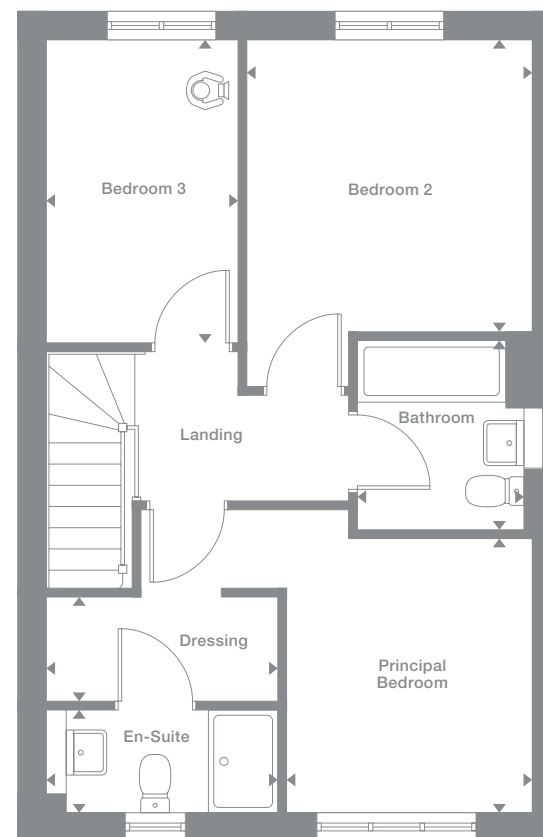 Bedroom 3
Bedroom 2
Bathroom
Landing
Dressing
Principal
Bedroom
En-Suite